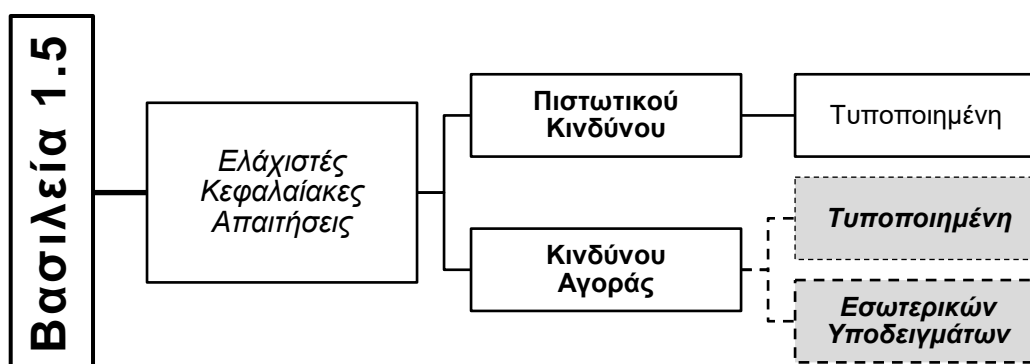 Βασιλεία 1.5
Ελάχιστές
Κεφαλαίακες
Απαιτήσεις
Πιστωτικού
Κινδύνου
Τυποποιημένη
Κινδύνου
Αγοράς
Τυποποιημένη
Εσωτερικών
Υποδειγμάτων